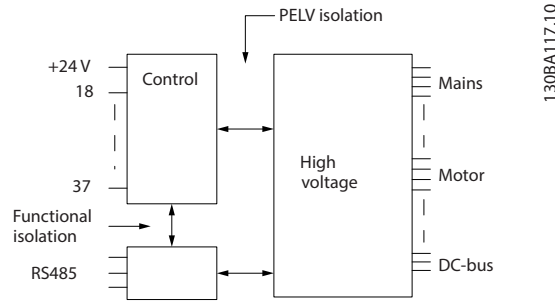 PELV isolation
+24 V
18
37
Control
High
voltage
Mains
Motor
DC-bus
Functional
isolation
RS485
130BA117.10